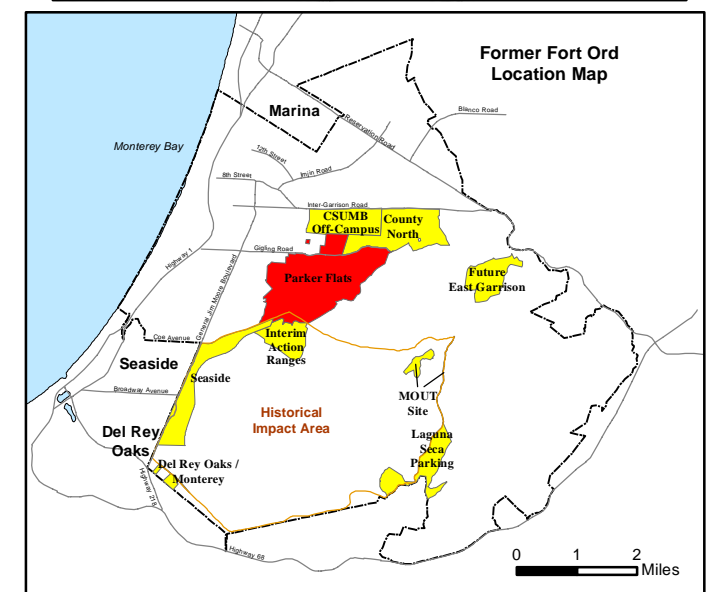 Former Fort Ord
Location Map
Marina
Blanco Road
Reservation Road
Monterey Bay
12th Street
Imjin Road
8th Street
Inter-Garrison Road
CSUMB
Off-Campus
County
North
Gigling Road
Highway 1
General Jim Moore Boulevard
Parker Flats
Future
East Garrison
Coe Avenue
Interim
Action
Ranges
Seaside
Seaside
Broadway Avenue
MOUT
Site
Historical
Impact Area
Del Rey
Oaks
Laguna
Seca
Parking
Del Rey Oaks /
Monterey
Highway 218
Highway 68
0 1 2
Miles